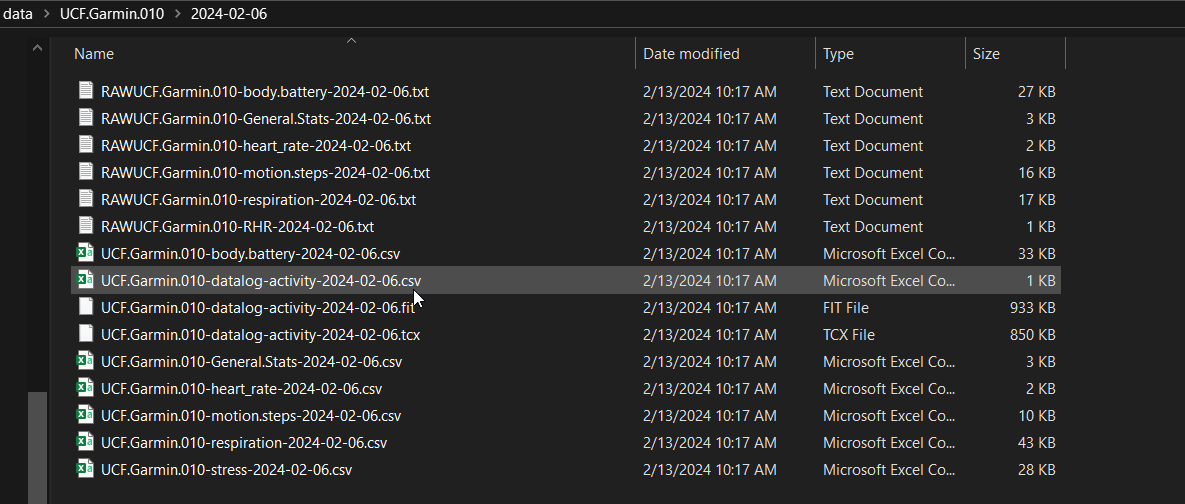 data > UCF.Garmin.010 > 2024-02-06
Name Date modified Type Size
RAWUCF.Garmin.010-body.battery-2024-02-06.txt 2/13/2024 10:17 AM Text Document 27 KB
RAWUCF.Garmin.010-General.Stats-2024-02-06.txt 2/13/2024 10:17 AM Text Document 3 KB
RAWUCF.Garmin.010-heart_rate-2024-02-06.txt 2/13/2024 10:17 AM Text Document 2 KB
RAWUCF.Garmin.010-motion.steps-2024-02-06.txt 2/13/2024 10:17 AM Text Document 16 KB
RAWUCF.Garmin.010-respiration-2024-02-06.txt 2/13/2024 10:17 AM Text Document 17 KB
RAWUCF.Garmin.010-RHR-2024-02-06.txt 2/13/2024 10:17 AM Text Document 1 KB
UCF.Garmin.010-body.battery-2024-02-06.csv 2/13/2024 10:17 AM Microsoft Excel Co... 33 KB
UCF.Garmin.010-datalog-activity-2024-02-06.csv 2/13/2024 10:17 AM Microsoft Excel Co... 1 KB
UCF.Garmin.010-datalog-activity-2024-02-06.fit 2/13/2024 10:17 AM FIT File 933 KB
UCF.Garmin.010-datalog-activity-2024-02-06.tcx 2/13/2024 10:17 AM TCX File 850 KB
UCF.Garmin.010-General.Stats-2024-02-06.csv 2/13/2024 10:17 AM Microsoft Excel Co... 3 KB
UCF.Garmin.010-heart_rate-2024-02-06.csv 2/13/2024 10:17 AM Microsoft Excel Co... 2 KB
UCF.Garmin.010-motion.steps-2024-02-06.csv 2/13/2024 10:17 AM Microsoft Excel Co... 10 KB
UCF.Garmin.010-respiration-2024-02-06.csv 2/13/2024 10:17 AM Microsoft Excel Co... 43 KB
UCF.Garmin.010-stress-2024-02-06.csv 2/13/2024 10:17 AM Microsoft Excel Co... 28 KB